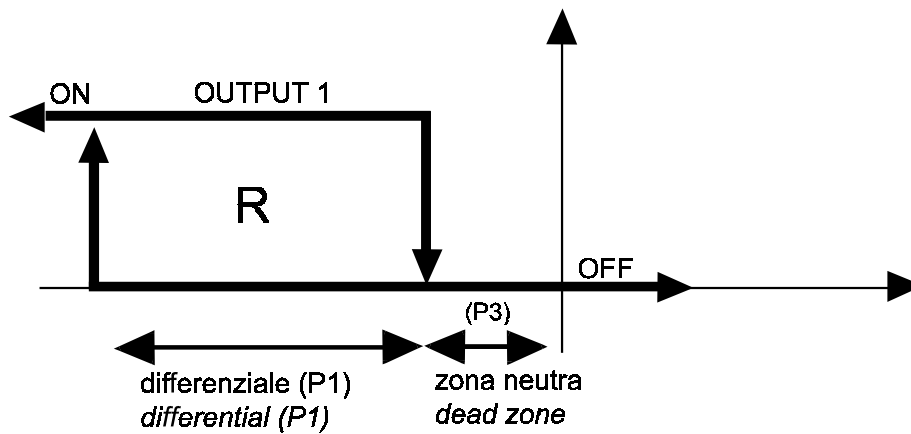 ON
OUTPUT 1
R
OFF
(P3)
differenziale (P1)
differential (P1)
zona neutra
dead zone